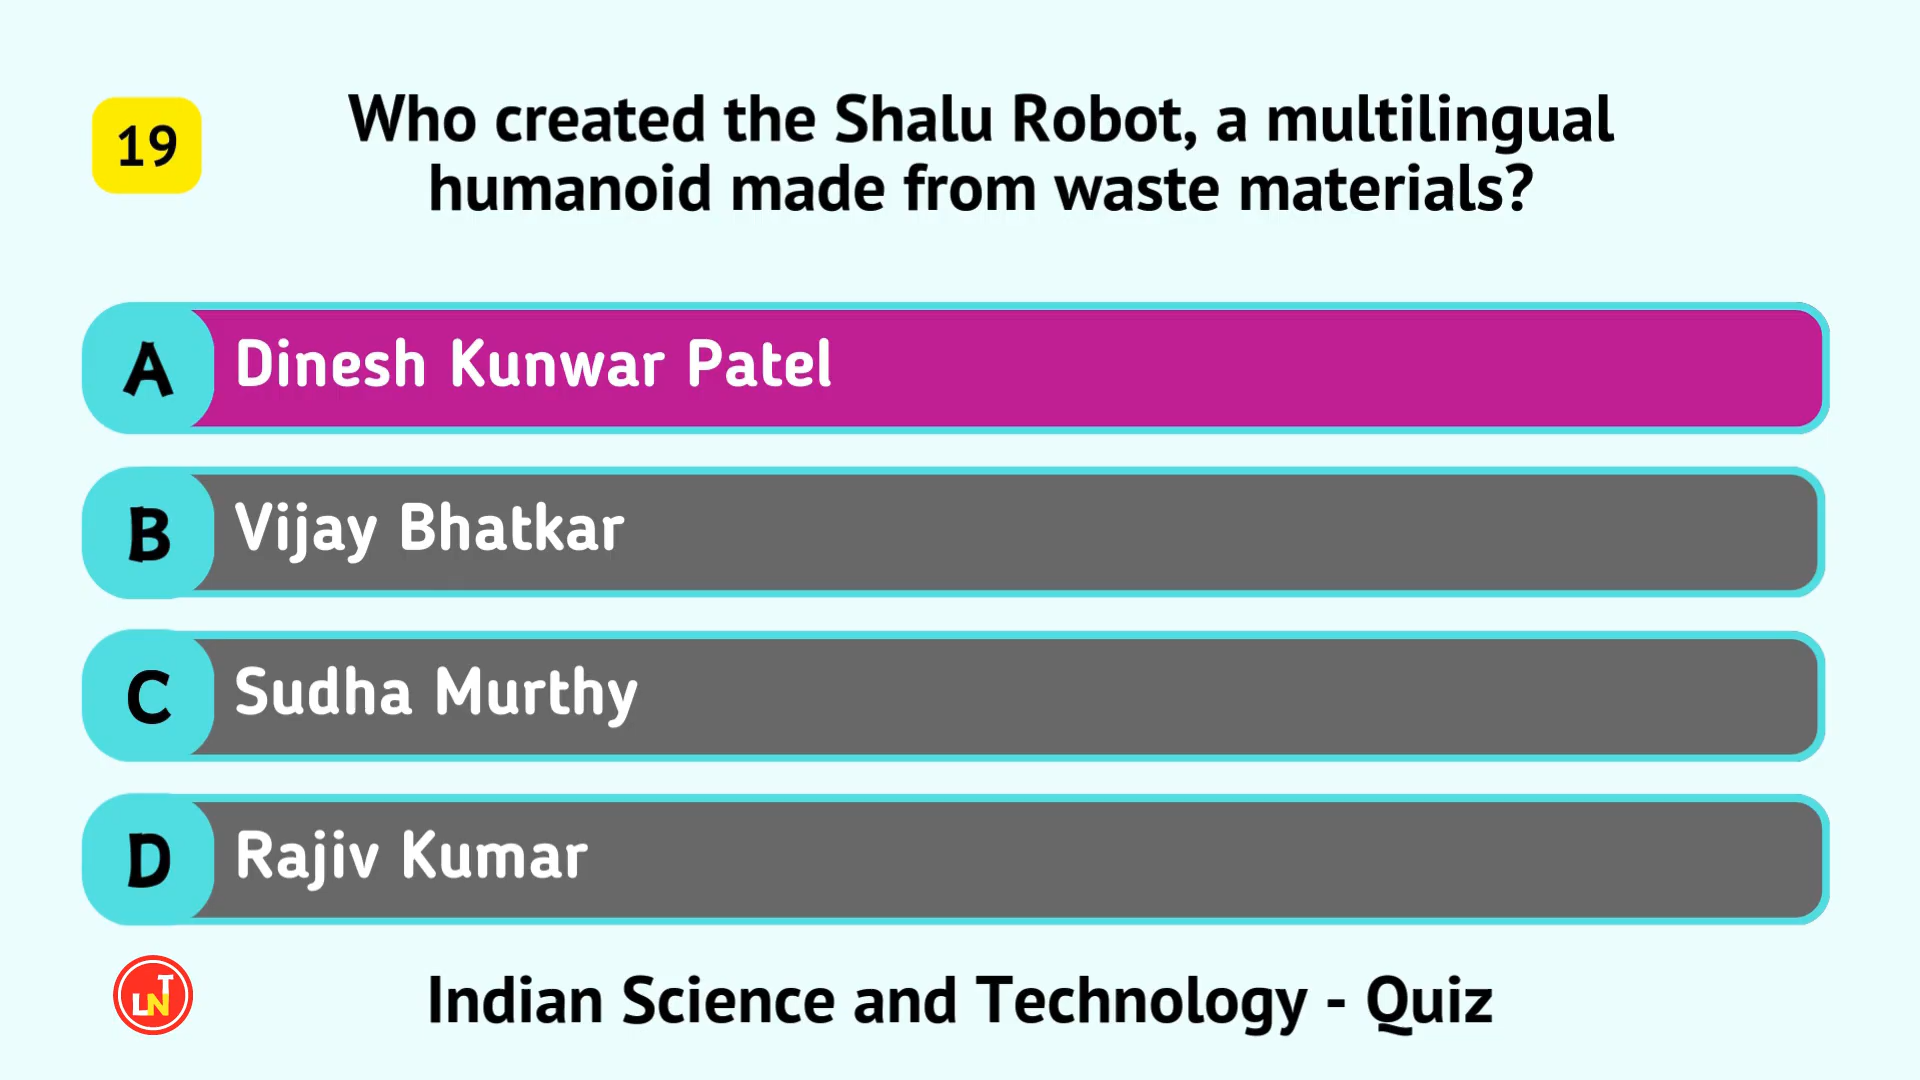 19
Who created the Shalu Robot, a multilingual
humanoid made from waste materials?
A
Dinesh Kunwar Patel
B
Vijay Bhatkar
C
Sudha Murthy
D
Rajiv Kumar
LNT
Indian Science and Technology - Quiz